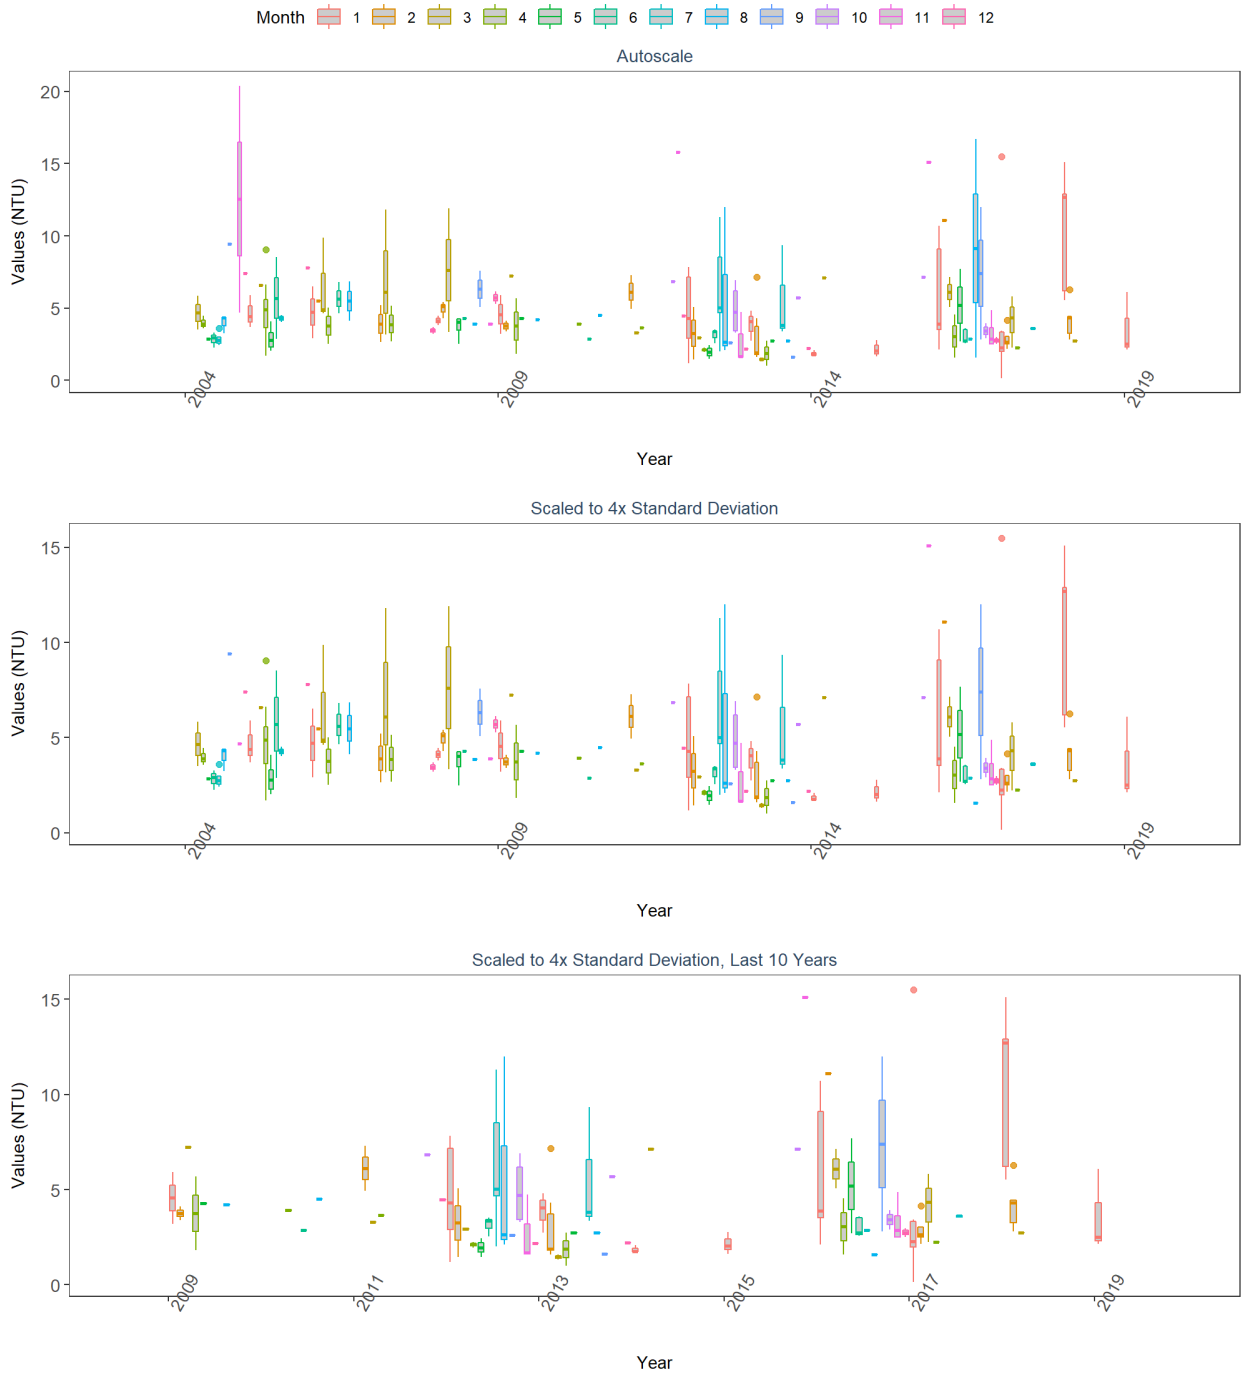 Month 1 2 3 4 5 6 7 8 9 10 11 12
Autoscale
Values (NTU)
20
15
10
5
0
2004 2009 2014 2019
Year
Scaled to 4x Standard Deviation
Values (NTU)
15
10
5
0
2004 2009 2014 2019
Year
Scaled to 4x Standard Deviation, Last 10 Years
Values (NTU)
15
10
5
0
2009 2011 2013 2015 2017 2019
Year